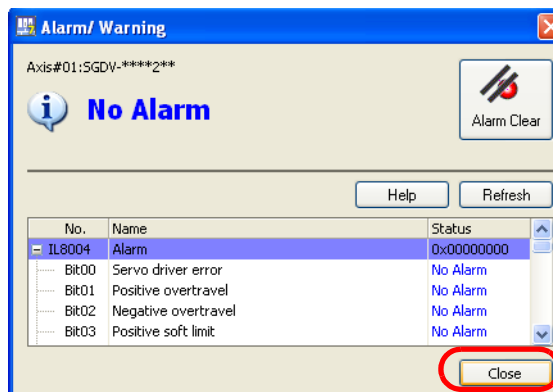 Alarm/ Warning
Axis#01:SGDV-****2**
No Alarm
Alarm Clear
Help Refresh
No. Name Status
IL8004 Alarm 0x00000000
Bit00 Servo driver error No Alarm
Bit01 Positive overtravel No Alarm
Bit02 Negative overtravel No Alarm
Bit03 Positive soft limit No Alarm
Close